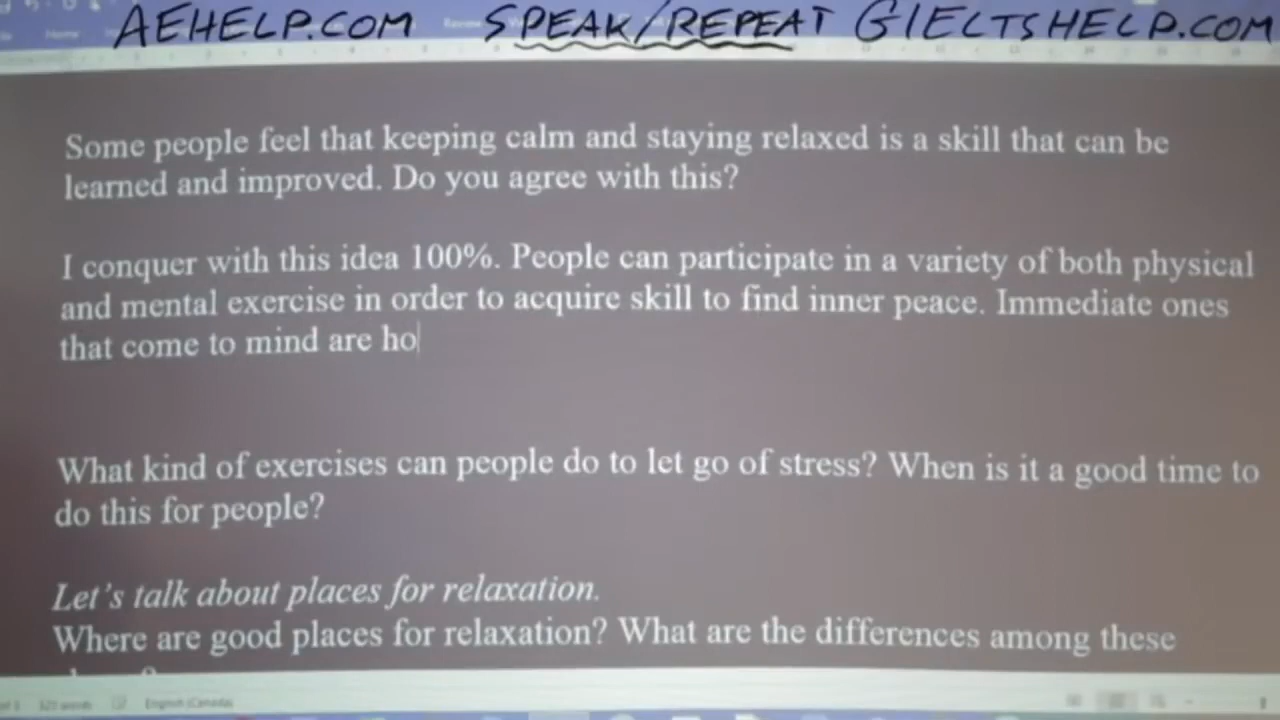 AEHELP.COM SPEAK/REPEAT GIELTSHELP.COM
Some people feel that keeping calm and staying relaxed is a skill that can be
learned and improved. Do you agree with this?
I conquer with this idea 100%. People can participate in a variety of both physical
and mental exercise in order to acquire skill to find inner peace. Immediate ones
that come to mind are ho
What kind of exercises can people do to let go of stress? When is it a good time to
do this for people?
Let's talk about places for relaxation.
Where are good places for relaxation? What are the differences among these
English (Canada)